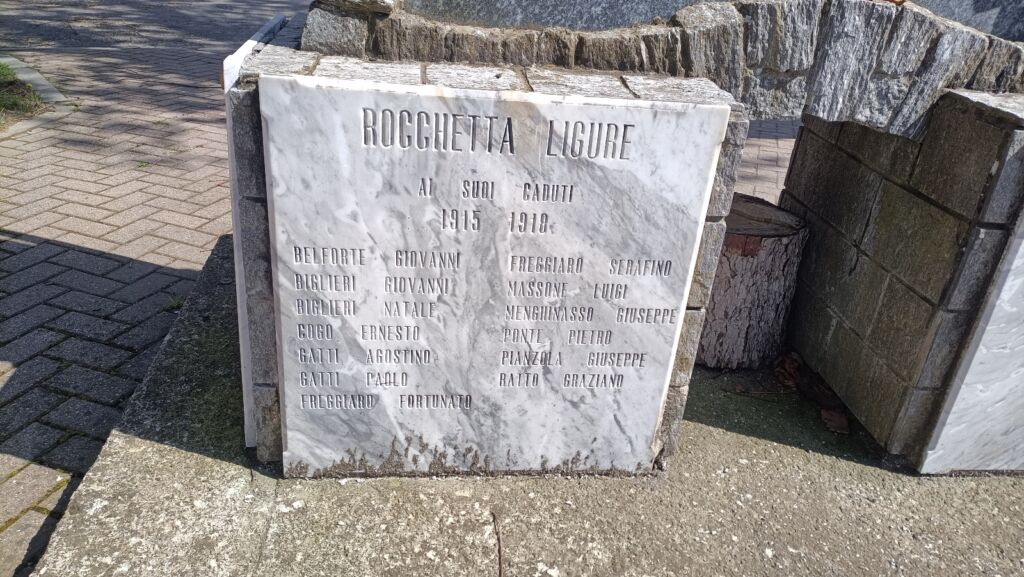 ROCCHETTA LIGURE
AI SUOI CADUTI
1915 1918
BELFORTE GIOVANNI
BIGLIERI GIOVANNI
BIGLIERI NATALE
GOGO ERNESTO
GATTI AGOSTINO
GATTI PAOLO
FREGGIARO FORTUNATO
FREGGIARO SERAFINO
MASSONE LUIGI
MENGHINASSO GIUSEPPE
PONTE PIETRO
PIANZOLA GIUSEPPE
RATTO GRAZIANO